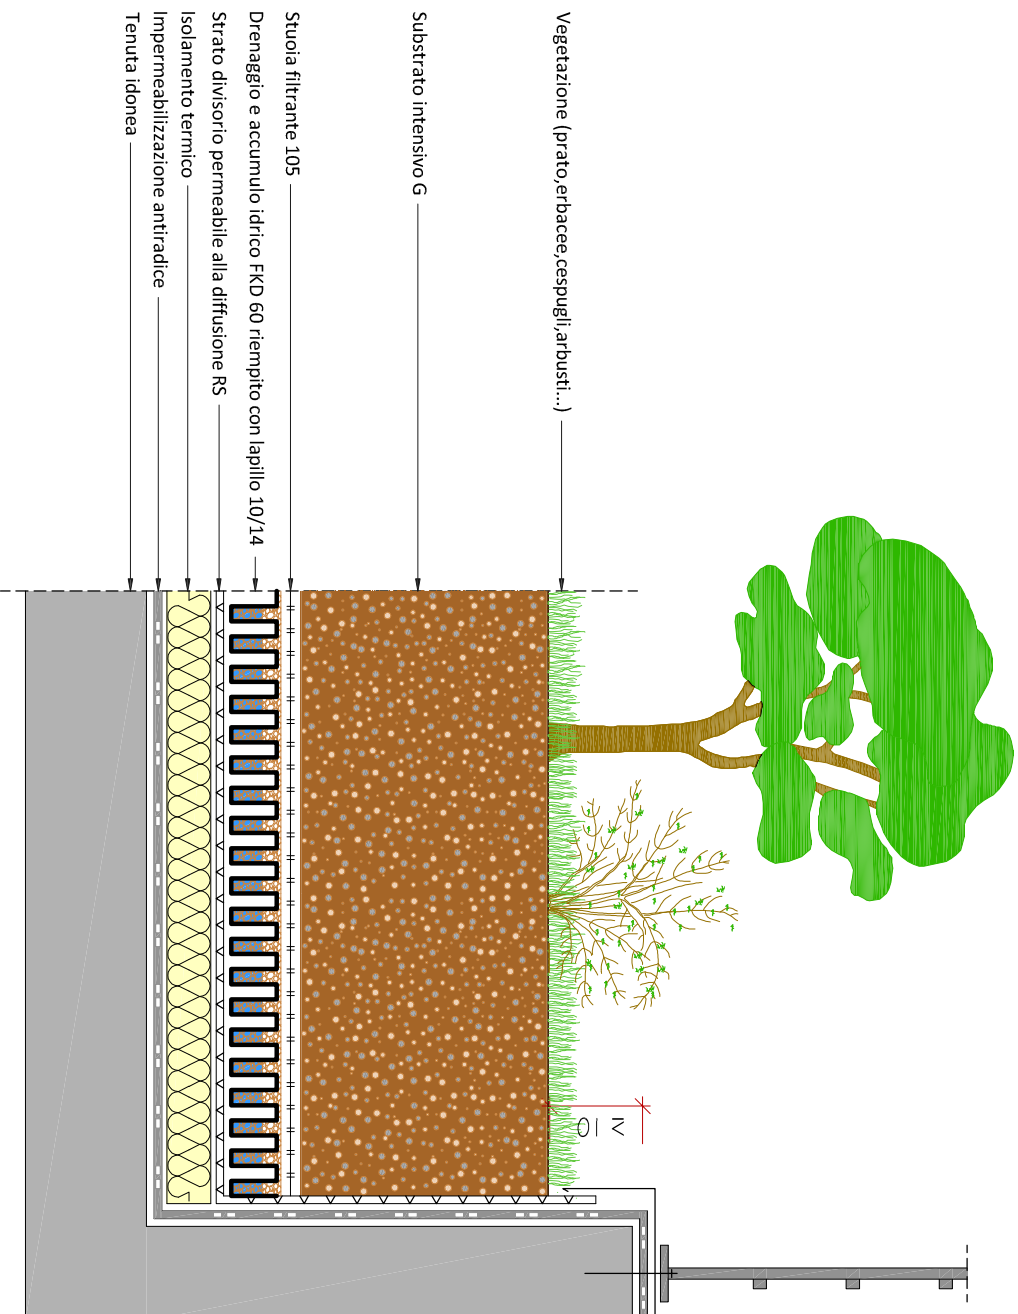 Vegetazione (prato,erbacee,cespugli,arbusti...)
Substrato intensivo G
Stuoia filtrante 105
Drenaggio e accumulo idrico FKD 60 riempito con lapillo 10/14
Strato divisorio permeabile alla diffusione RS
Isolamento termico
Impermeabilizzazione antiradice
Tenuta idonea
≥ 10